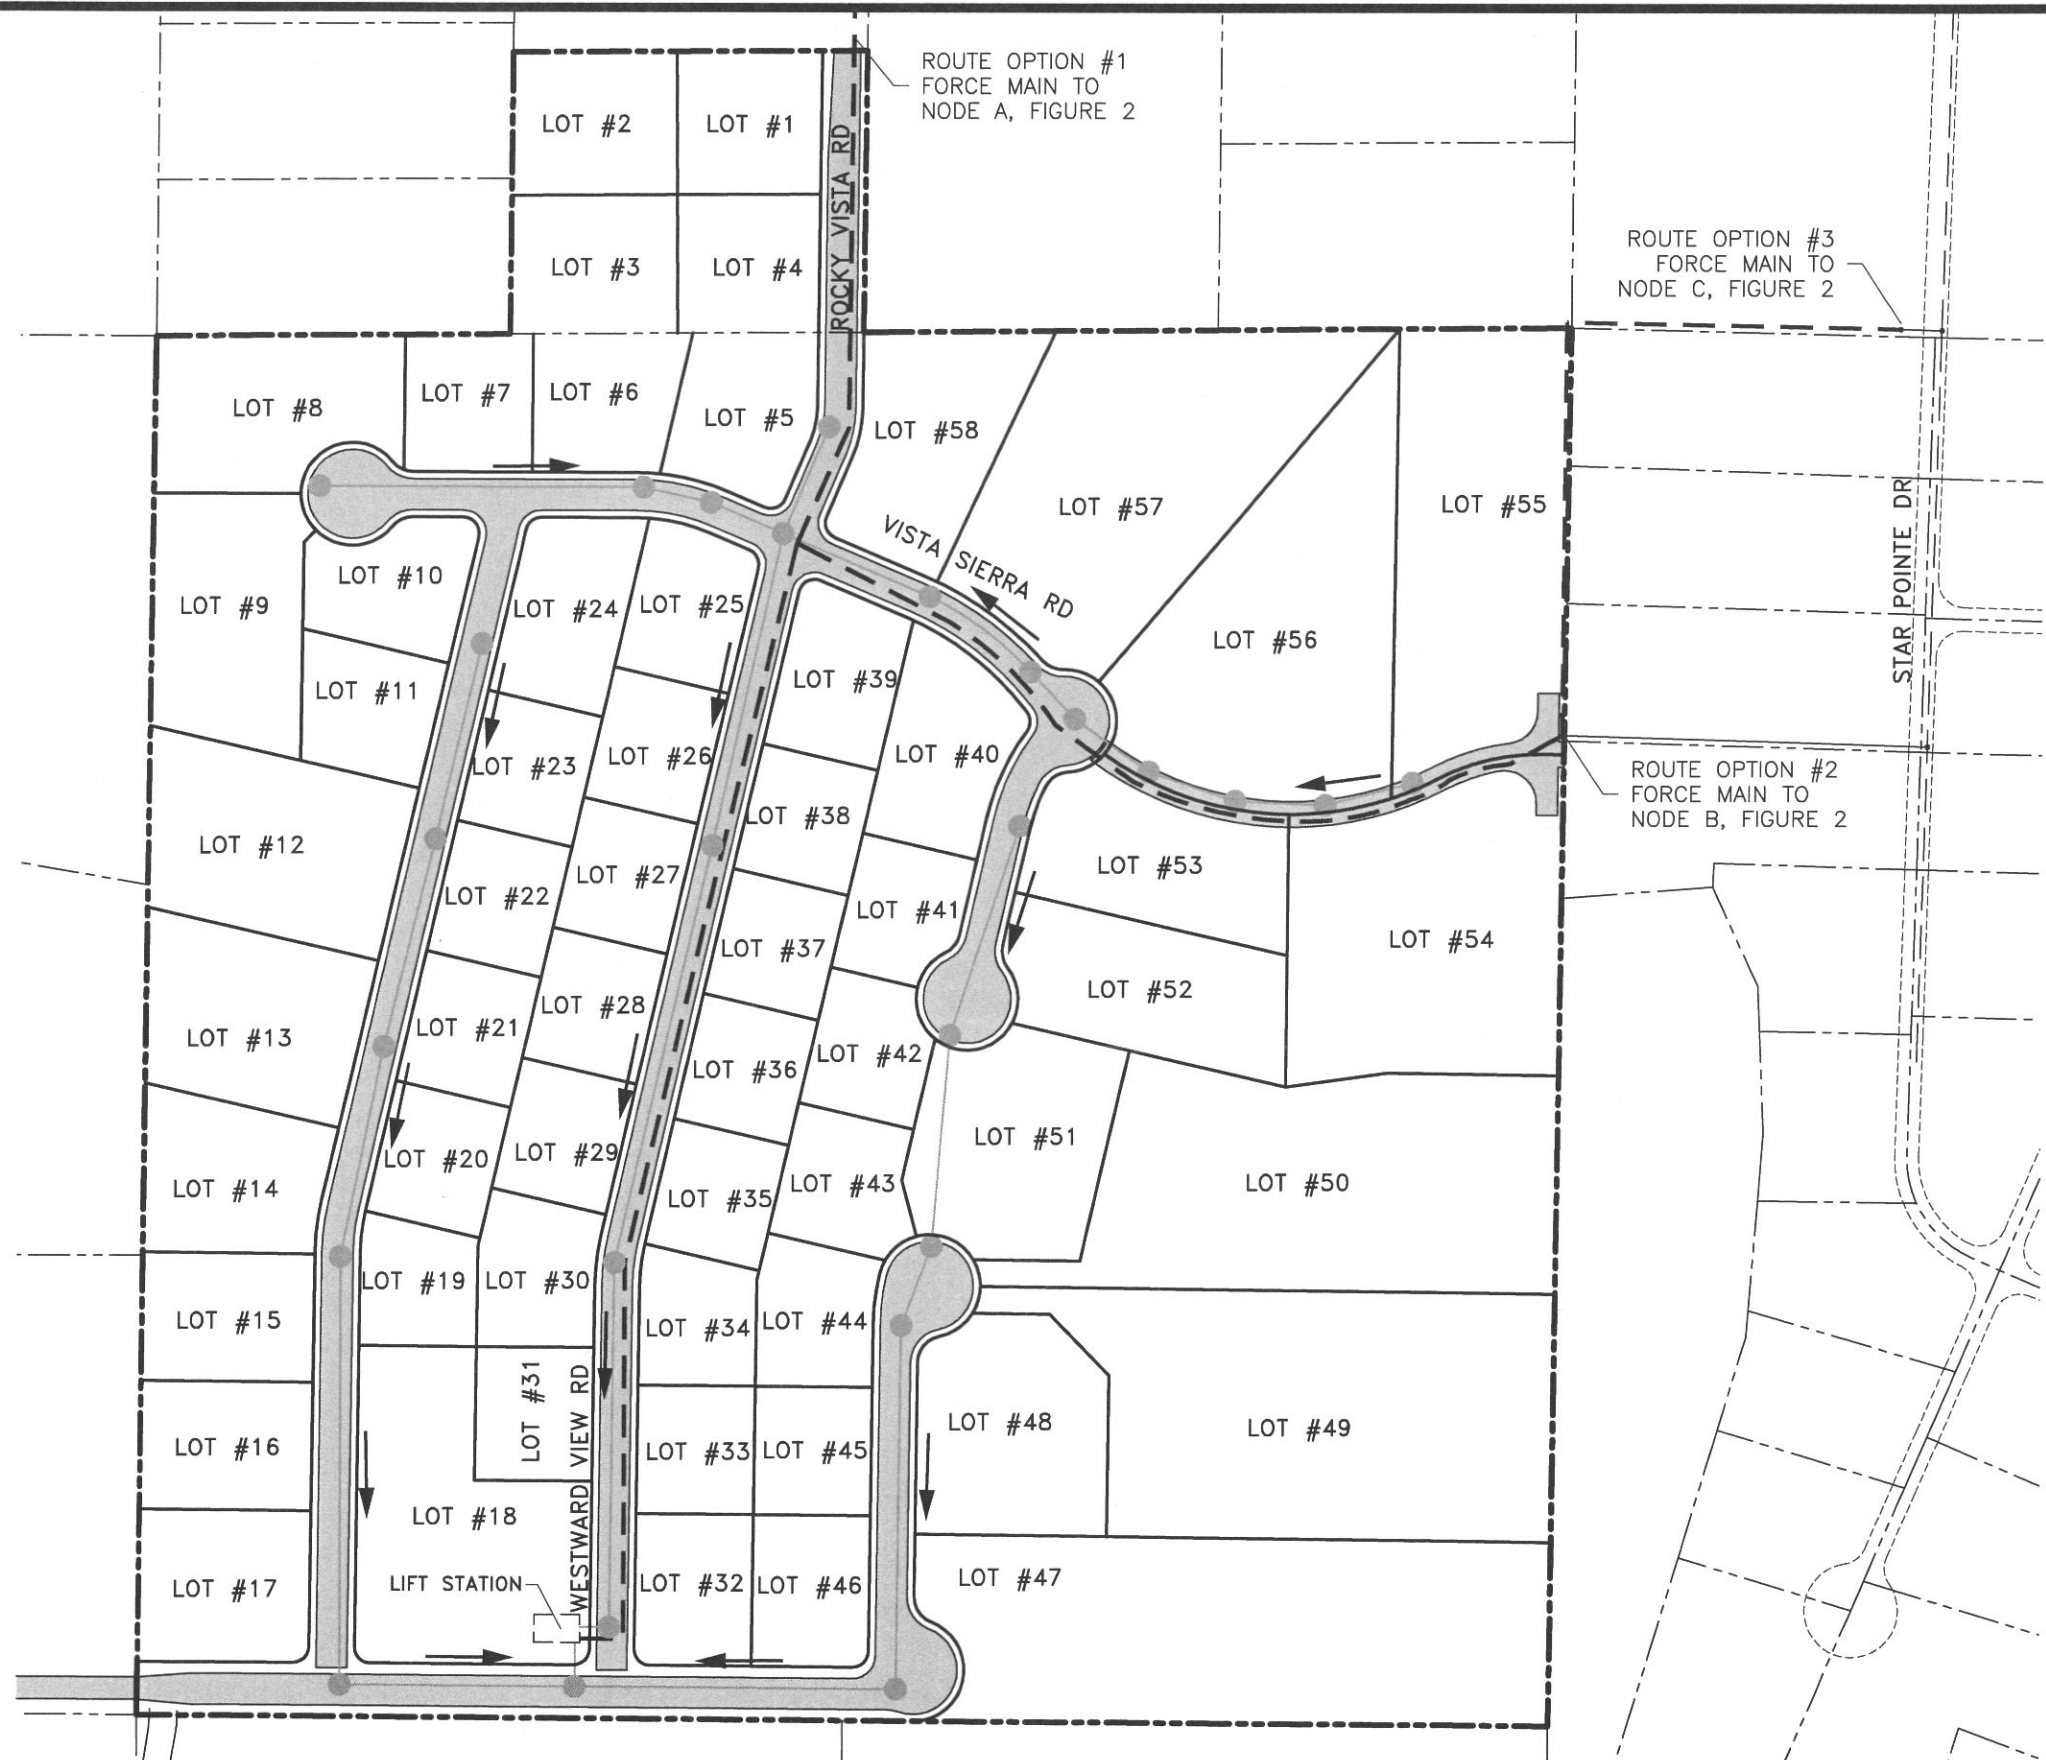 ROUTE OPTION #1
FORCE MAIN TO
NODE A, FIGURE 2
LOT #2
LOT #1
ROCKY VISTA RD
LOT #3
LOT #4
ROUTE OPTION #3
FORCE MAIN TO
NODE C, FIGURE 2
LOT #8
LOT #7
LOT #6
LOT #5
LOT #58
LOT #57
LOT #55
STAR POINTE DR
VISTA SIERRA RD
LOT #10
LOT #9
LOT #24
LOT #25
LOT #56
LOT #11
LOT #39
LOT #23
LOT #26
LOT #40
ROUTE OPTION #2
FORCE MAIN TO
NODE B, FIGURE 2
LOT #12
LOT #38
LOT #22
LOT #27
LOT #41
LOT #53
LOT #37
LOT #54
LOT #52
LOT #13
LOT #21
LOT #28
LOT #36
LOT #42
LOT #51
LOT #14
LOT #20
LOT #29
LOT #35
LOT #43
LOT #50
LOT #19
LOT #30
LOT #15
LOT #34
LOT #44
LOT #31
WESTWARD VIEW RD
LOT #16
LOT #33
LOT #45
LOT #48
LOT #49
LOT #18
LOT #17
LIFT STATION
LOT #32
LOT #46
LOT #47